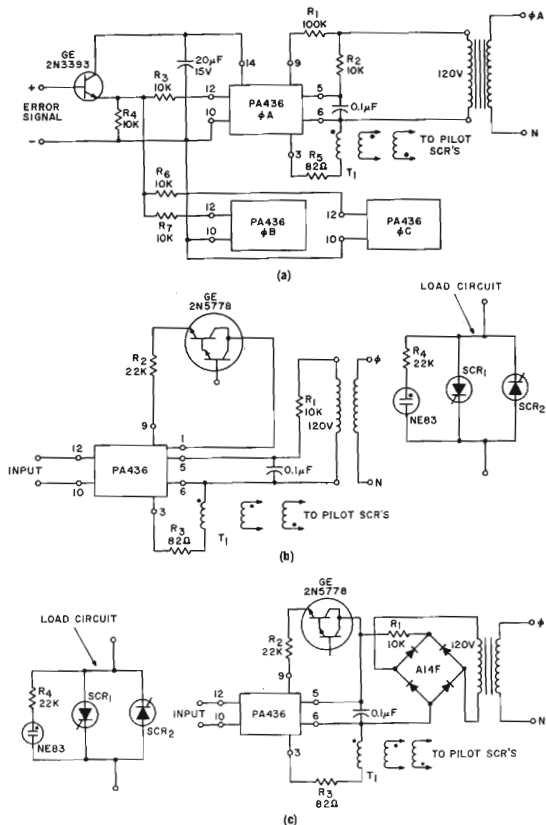 GE
2N3393
+
ERROR
SIGNAL
−
R4
10K
R3
10K
20μF
15V
14
12
10
PA436
φA
9
5
6
3
R1
100K
R2
10K
0.1μF
R5
82Ω
T1
120V
φA
N
TO PILOT
SCR'S
R6
10K
R7
10K
12
10
PA436
φB
12
10
PA436
φC
(a)
GE
2N5778
R2
22K
9
1
5
6
3
12
10
INPUT
PA436
R3
82Ω
T1
0.1μF
R1
10K
120V
φ
N
TO PILOT SCR'S
LOAD CIRCUIT
R4
22K
NE83
SCR1
SCR2
(b)
LOAD CIRCUIT
R4
22K
NE83
SCR1
SCR2
GE
2N5778
R2
22K
9
12
10
INPUT
PA436
5
6
3
R3
82Ω
0.1μF
T1
R1
10K
A14F
120V
φ
N
TO PILOT SCR'S
(c)